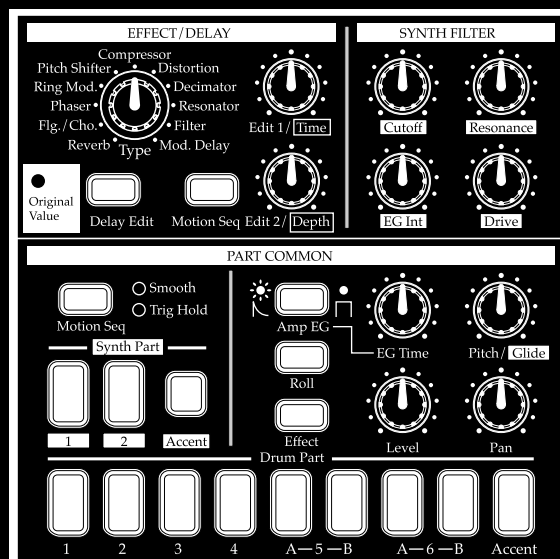 EFFECT/DELAY
SYNTH FILTER
Compressor
Pitch Shifter
Distortion
Ring Mod.
Decimator
Phaser
Resonator
Flg./Cho.
Filter
Reverb
Type
Mod. Delay
Edit 1/Time
Cutoff
Resonance
Original
Value
Delay Edit
Motion Seq
Edit 2/Depth
EG Int
Drive
PART COMMON
Smooth
Trig Hold
Motion Seq
Amp EG
Synth Part
EG Time
Pitch/Glide
Roll
1
2
Accent
Effect
Level
Pan
Drum Part
1
2
3
4
A—5—B
A—6—B
Accent